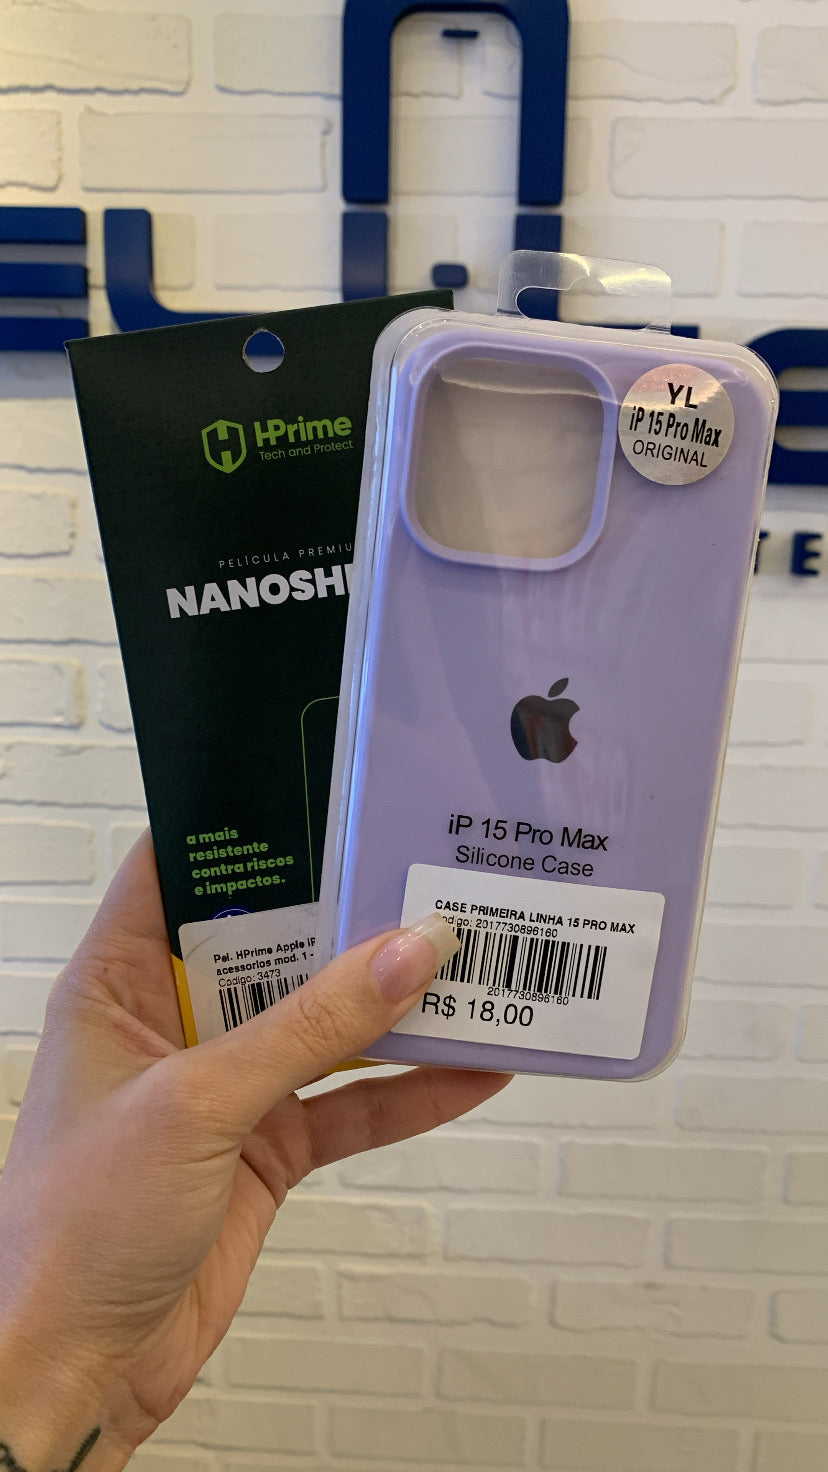 HPrime
Tech and Protect
PELÍCULA PREMIU
NANOSH
a mais
resistente
contra riscos
e impactos.
Pel. HPrime Apple iP
acessorios mod. 1 -
Codigo: 3473
YL
iP 15 Pro Max
ORIGINAL
iP 15 Pro Max
Silicone Case
CASE PRIMEIRA LINHA 15 PRO MAX
odigo: 2017730896160
2017730896160
R$ 18,00